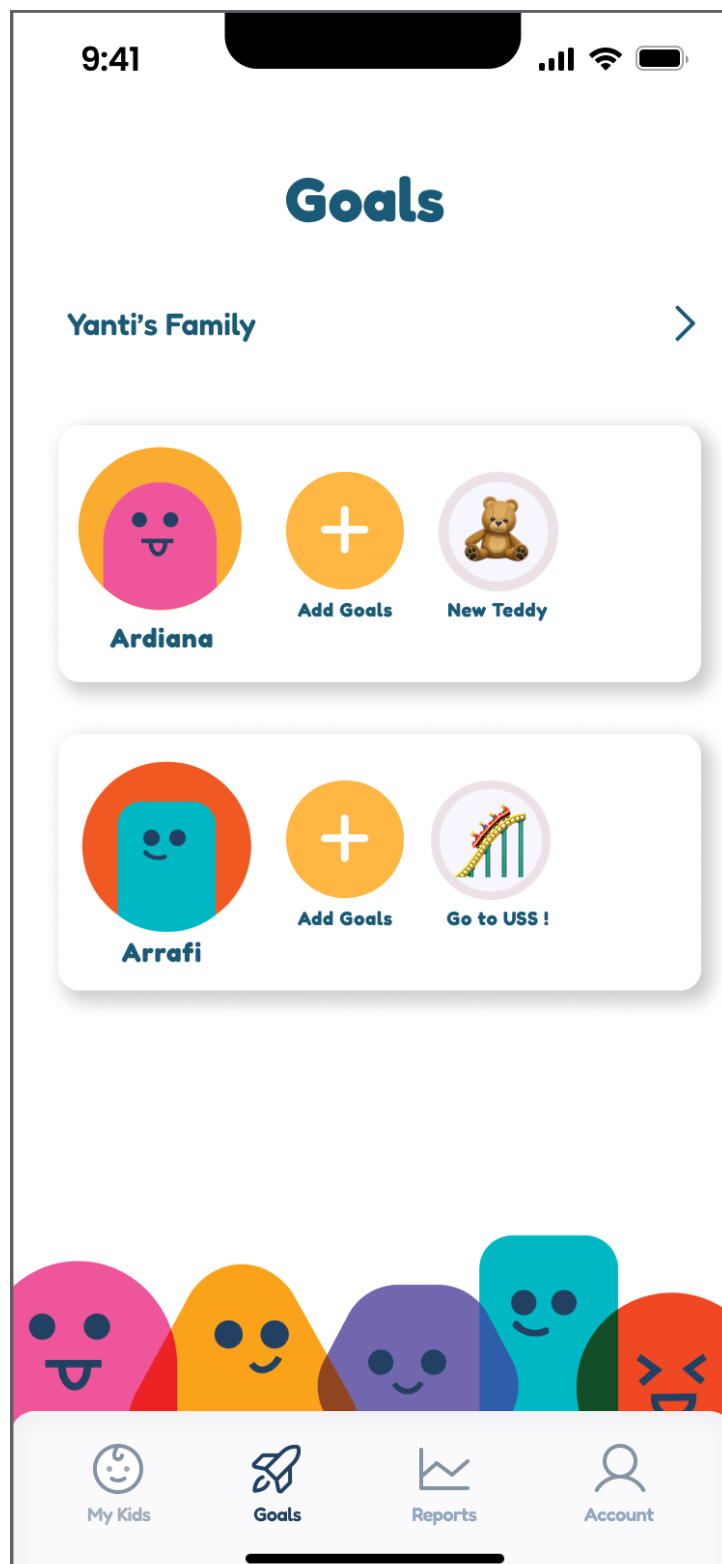 9:41
Goals
Yanti's Family
Add Goals
New Teddy
Ardiana
Add Goals
Go to USS !
Arrafi
My Kids
Goals
Reports
Account